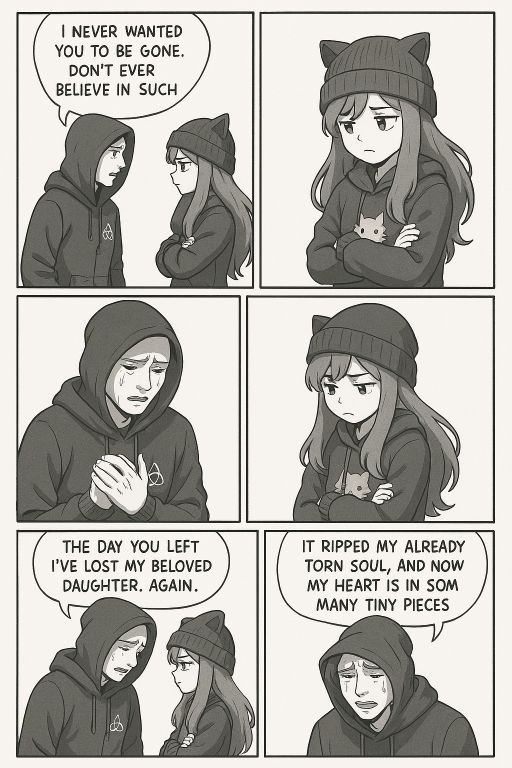 I NEVER WANTED
YOU TO BE GONE.
DON'T EVER
BELIEVE IN SUCH
THE DAY YOU LEFT
I'VE LOST MY BELOVED
DAUGHTER. AGAIN.
IT RIPPED MY ALREADY
TORN SOUL, AND NOW
MY HEART IS IN SOM
MANY TINY PIECES